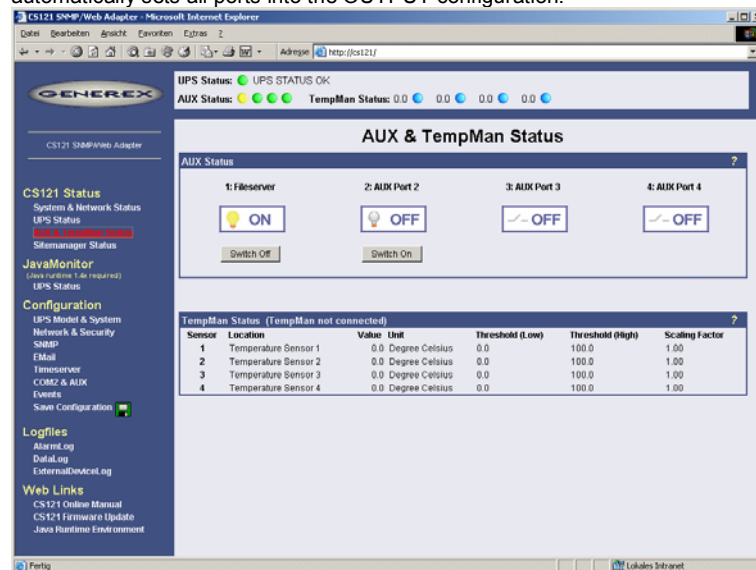 automatically sets all ports into the OUTPUT configuration.
CS121 SNMP/Web Adapter - Microsoft Internet Explorer
Datei Bearbeiten Ansicht Favoriten Extras ?
Adresse http://cs121/
GENEREX
CS121 SNMP/Web Adapter
UPS Status: UPS STATUS OK
AUX Status: TempMan Status: 0.0 0.0 0.0 0.0
CS121 Status
System & Network Status
UPS Status
AUX & TempMan Status
Sitemanager Status
JavaMonitor
(Java runtime 1.4x required)
UPS Status
Configuration
UPS Model & System
Network & Security
SNMP
EMail
Timeserver
COM2 & AUX
Events
Save Configuration
Logfiles
AlarmLog
DataLog
ExternalDeviceLog
Web Links
CS121 Online Manual
CS121 Firmware Update
Java Runtime Environment
AUX & TempMan Status
AUX Status ?
1: Fileserver 2: AUX Port 2 3: AUX Port 3 4: AUX Port 4
ON OFF OFF OFF
Switch Off Switch On
TempMan Status (TempMan not connected) ?
Sensor Location Value Unit Threshold (Low) Threshold (High) Scaling Factor
1 Temperature Sensor 1 0.0 Degree Celsius 0.0 100.0 1.00
2 Temperature Sensor 2 0.0 Degree Celsius 0.0 100.0 1.00
3 Temperature Sensor 3 0.0 Degree Celsius 0.0 100.0 1.00
4 Temperature Sensor 4 0.0 Degree Celsius 0.0 100.0 1.00
Fertig Lokales Intranet